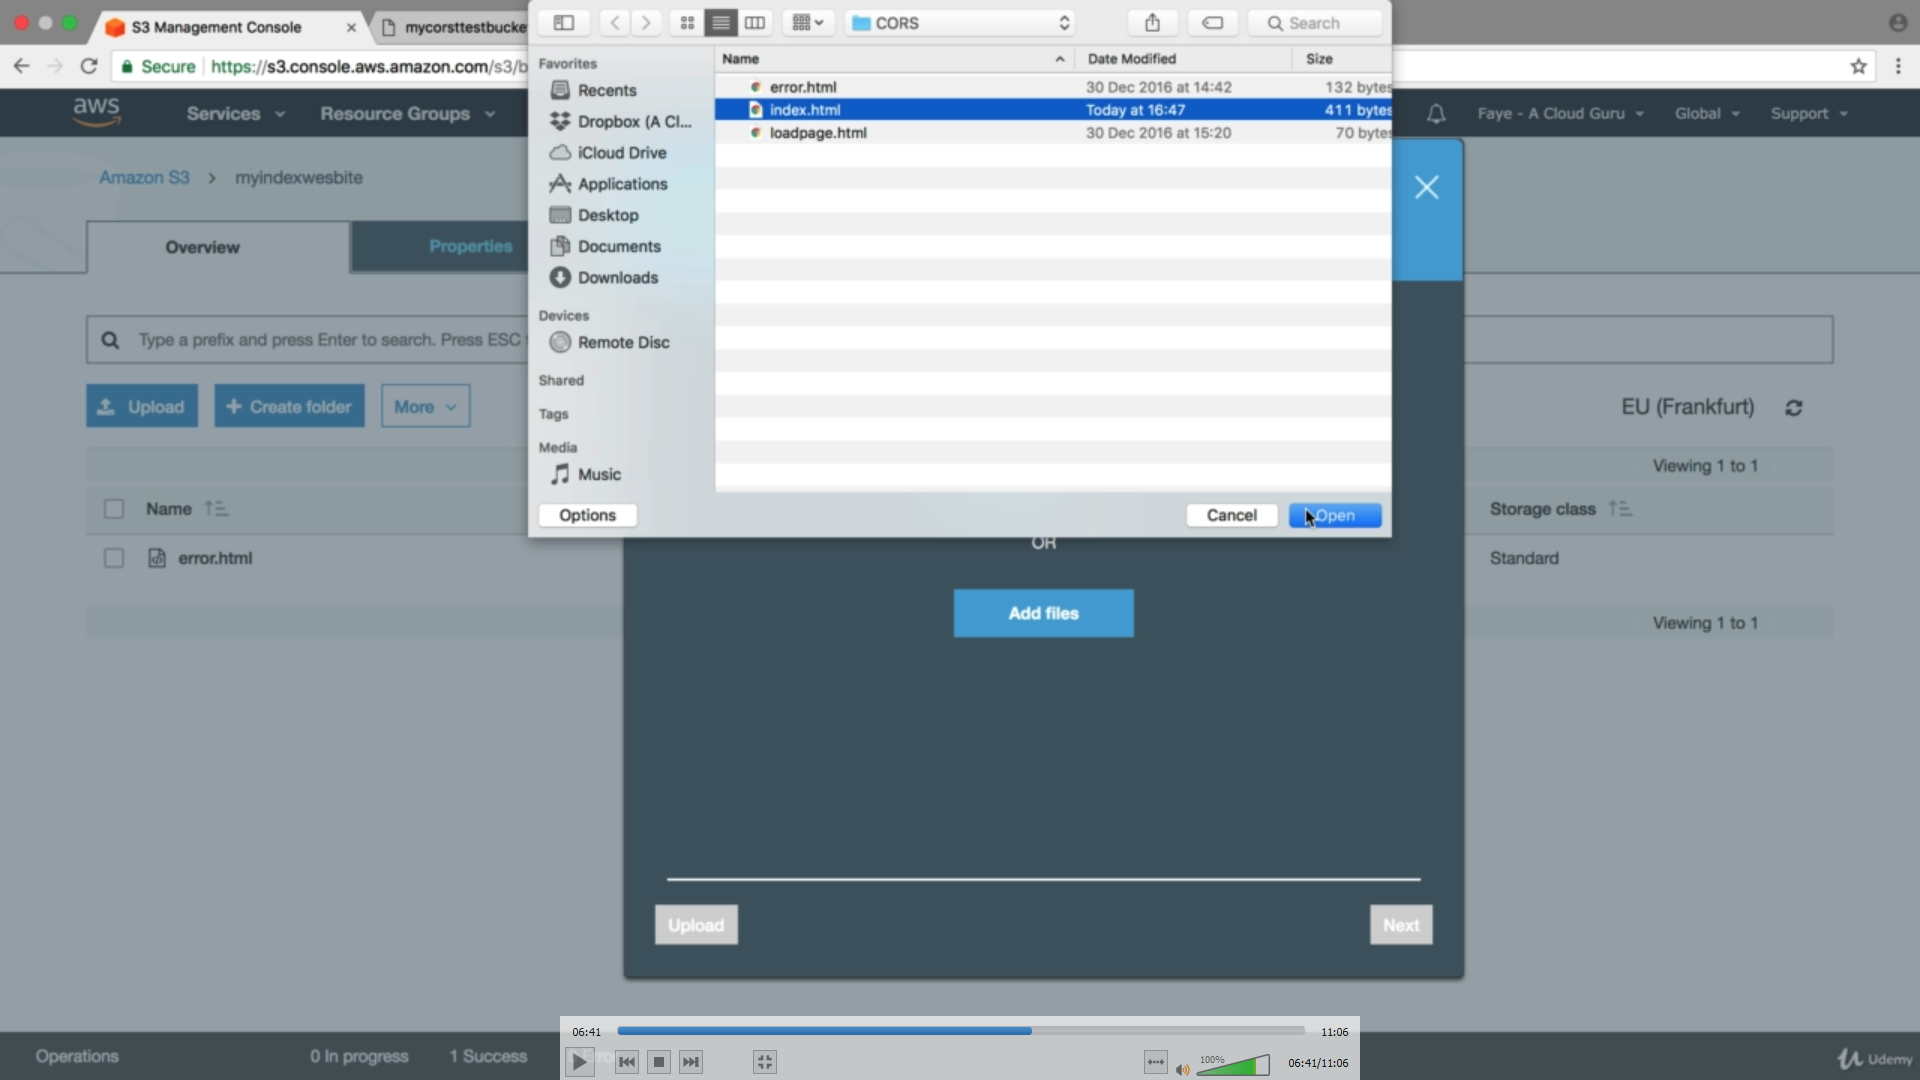 S3 Management Console
mycorsttestbucke
CORS
Search
Secure
https://s3.console.aws.amazon.com/s3/b
Favorites
Recents
Dropbox (A Cl...
iCloud Drive
Applications
Desktop
Documents
Downloads
Devices
Remote Disc
Shared
Tags
Media
Music
Options
Name
Date Modified
Size
error.html
30 Dec 2016 at 14:42
132 bytes
index.html
Today at 16:47
411 bytes
loadpage.html
30 Dec 2016 at 15:20
70 bytes
Cancel
Open
aws
Services
Resource Groups
Faye - A Cloud Guru
Global
Support
Amazon S3 > myindexwesbite
Overview
Properties
Type a prefix and press Enter to search. Press ESC
Upload
+ Create folder
More
EU (Frankfurt)
Viewing 1 to 1
Name
Storage class
error.html
Standard
Viewing 1 to 1
OR
Add files
Upload
Next
Operations
0 In progress
1 Success
06:41
11:06
100%
06:41/11:06
Udemy